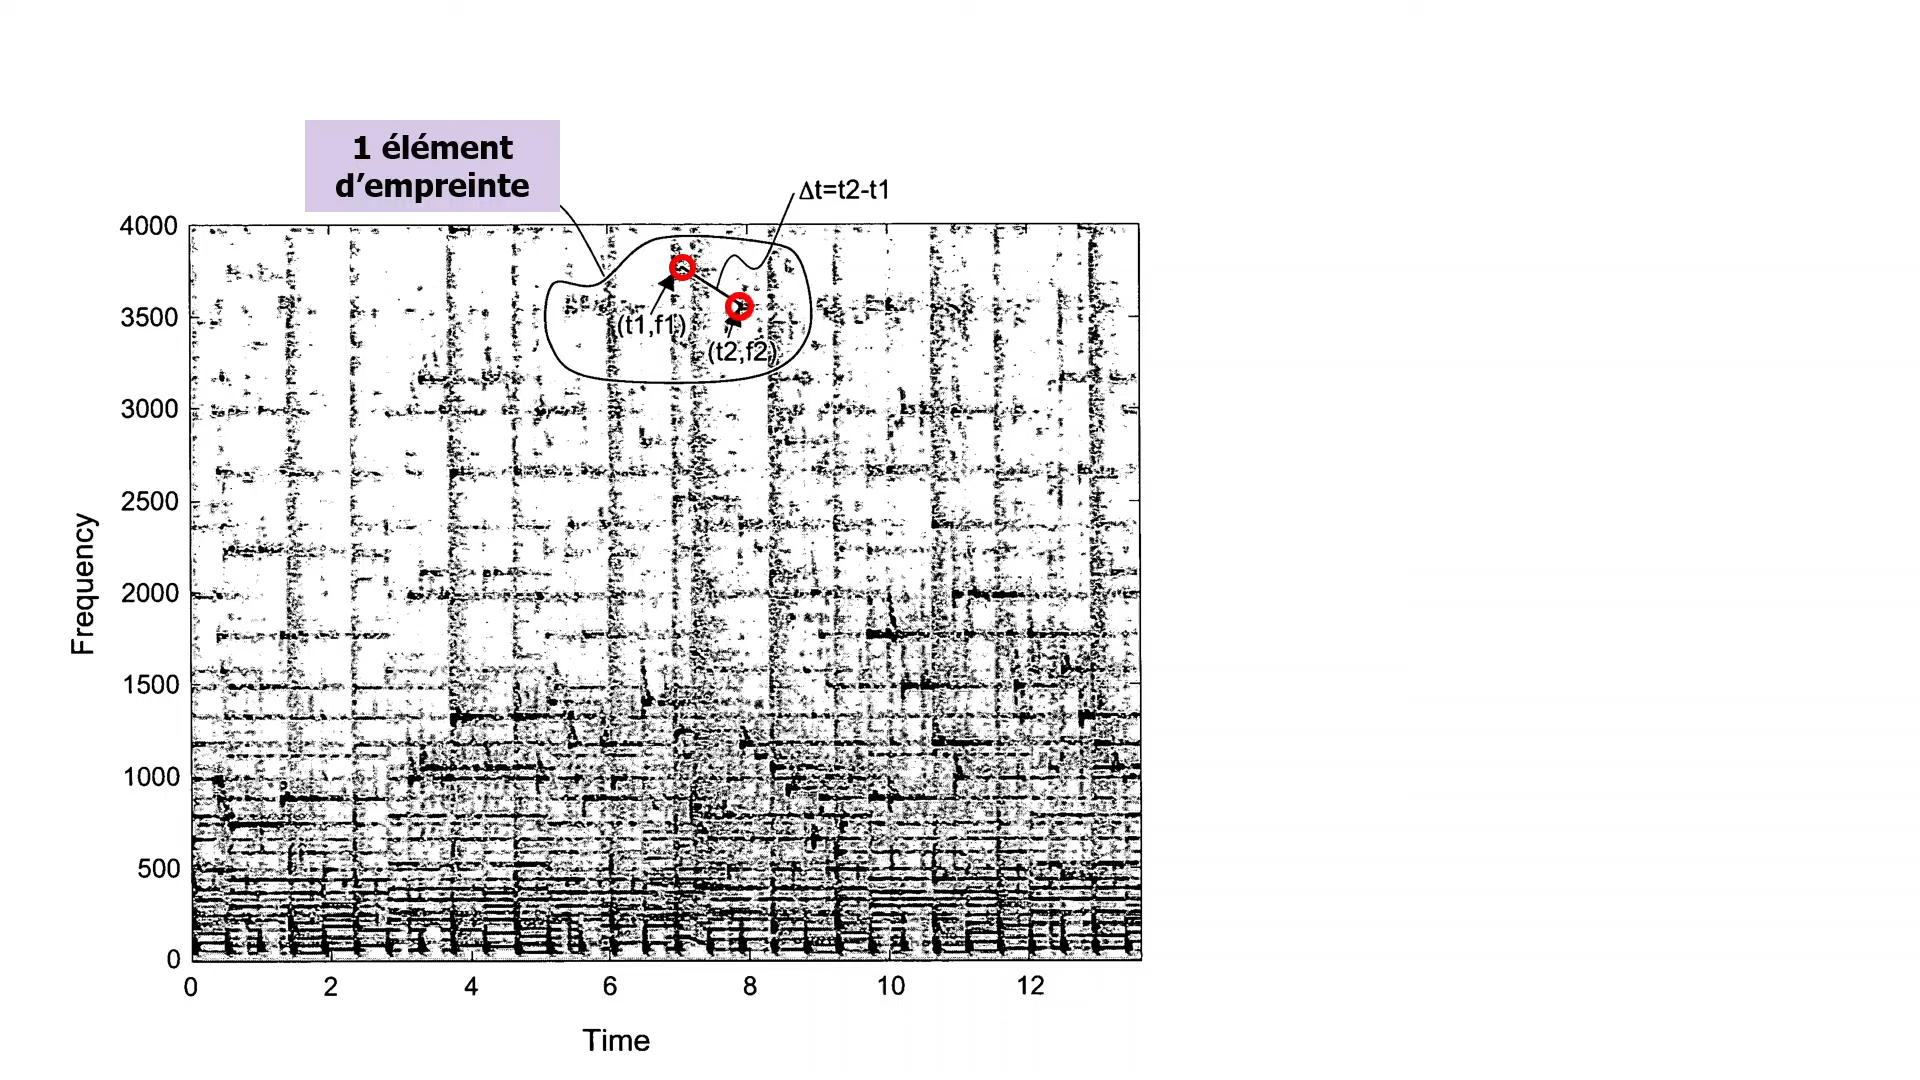 1 élément
d’empreinte
Δt=t2-t1
4000
3500
3000
2500
2000
1500
1000
500
0
Frequency
(t1,f1)
(t2,f2)
0 2 4 6 8 10 12
Time